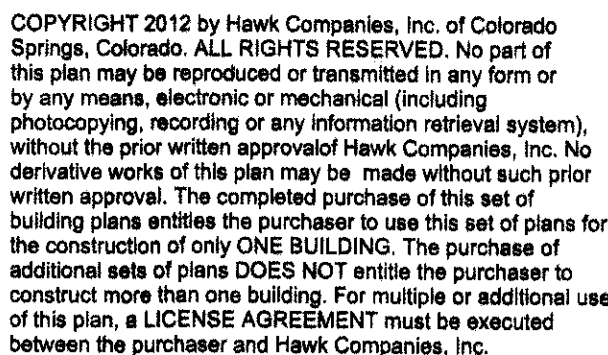 COPYRIGHT 2012 by Hawk Companies, Inc. of Colorado
Springs, Colorado. ALL RIGHTS RESERVED. No part of
this plan may be reproduced or transmitted in any form or
by any means, electronic or mechanical (including
photocopying, recording or any information retrieval system),
without the prior written approvalof Hawk Companies, Inc. No
derivative works of this plan may be made without such prior
written approval. The completed purchase of this set of
building plans entitles the purchaser to use this set of plans for
the construction of only ONE BUILDING. The purchase of
additional sets of plans DOES NOT entitle the purchaser to
construct more than one building. For multiple or additional use
of this plan, a LICENSE AGREEMENT must be executed
between the purchaser and Hawk Companies, Inc.